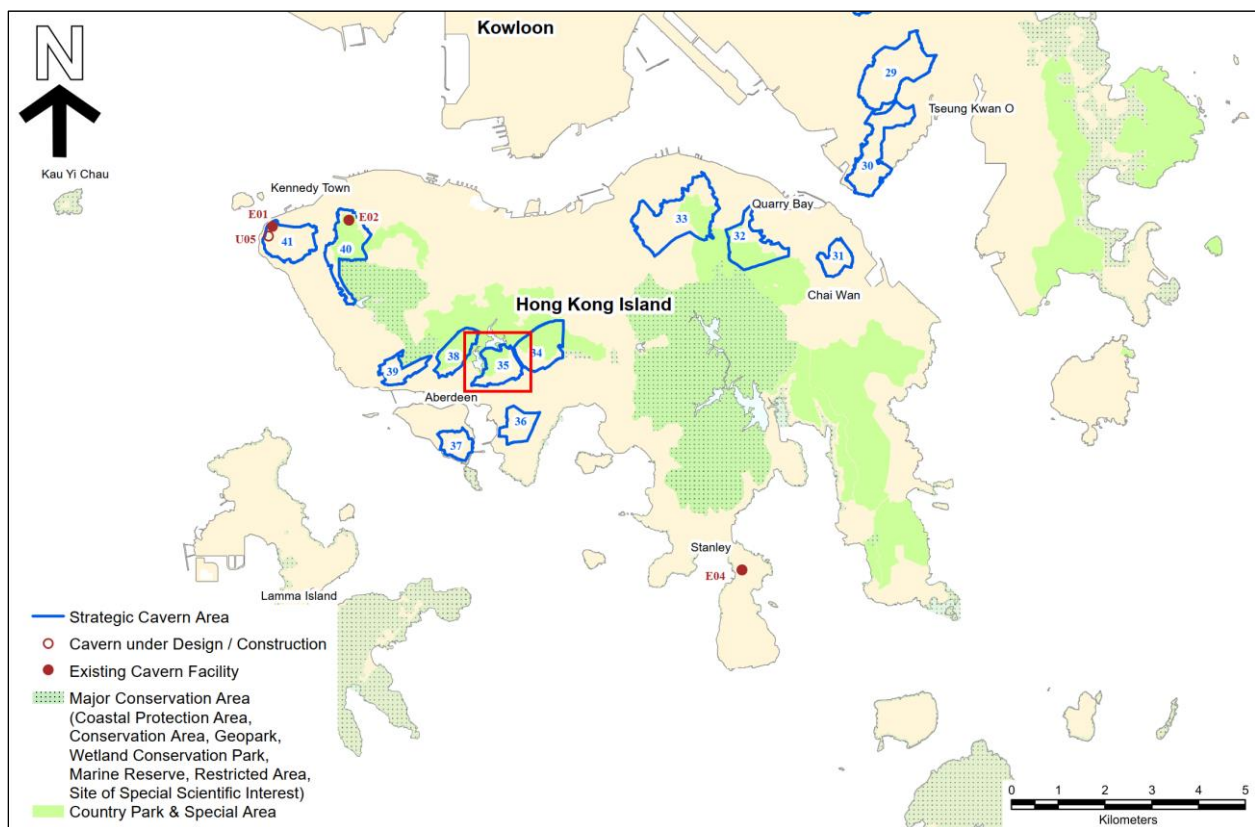 Kowloon
N
29
Tseung Kwan O
30
Kau Yi Chau
Kennedy Town
E01
E02
U05
41
40
33
Quarry Bay
32
31
Chai Wan
Hong Kong Island
38
35
34
39
Aberdeen
36
37
Stanley
E04
Lamma Island
Strategic Cavern Area
Cavern under Design / Construction
Existing Cavern Facility
Major Conservation Area
(Coastal Protection Area,
Conservation Area, Geopark,
Wetland Conservation Park,
Marine Reserve, Restricted Area,
Site of Special Scientific Interest)
Country Park & Special Area
0 1 2 3 4 5
Kilometers